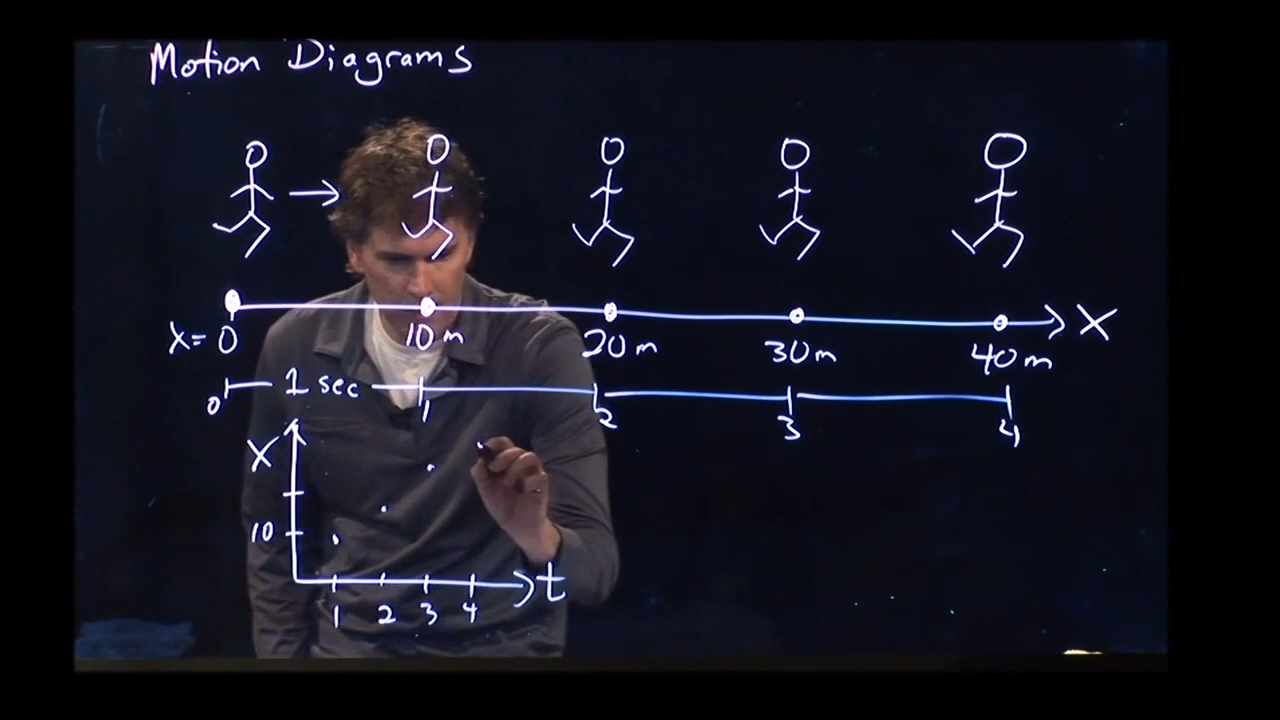 Motion Diagrams
X= 0 10 m 20 m 30 m 40 m X
0 1 sec 1 2 3 4
X
10
t
1 2 3 4